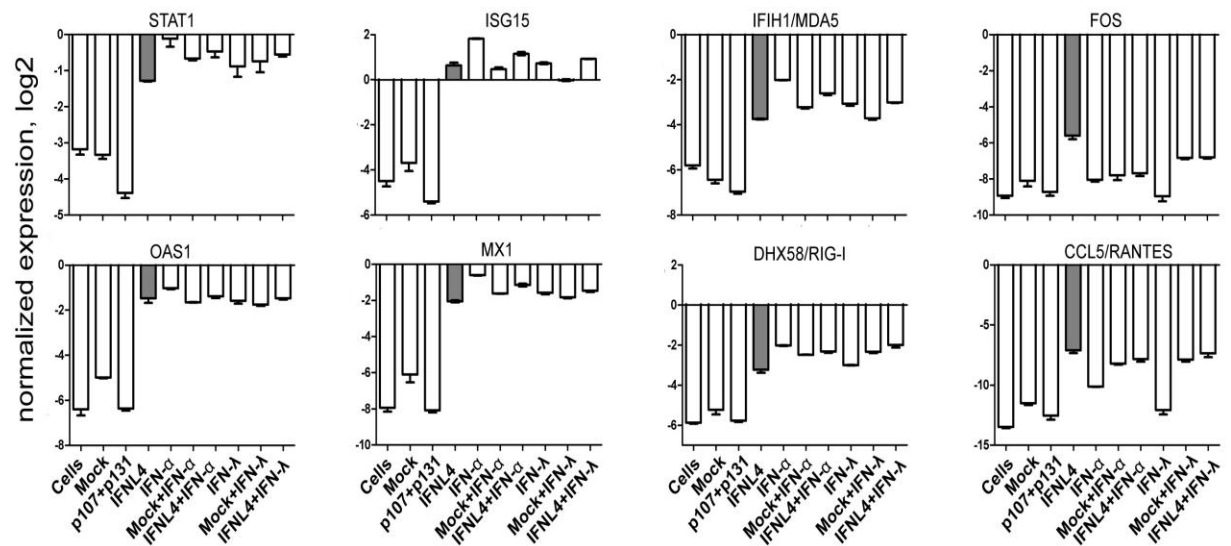 STAT1
ISG15
IFIH1/MDA5
FOS
normalized expression, log2
0
-1
-2
-3
-4
-5
2
0
-2
-4
-6
0
-2
-4
-6
-8
0
-2
-4
-6
-8
-10
OAS1
MX1
DHX58/RIG-I
CCL5/RANTES
0
-2
-4
-6
-8
0
-2
-4
-6
-8
-10
2
0
-2
-4
-6
0
-5
-10
-15
Cells
Mock
p107+p131
IFNL4
IFN-α
Mock+IFN-α
IFNL4+IFN-α
IFN-λ
Mock+IFN-λ
IFNL4+IFN-λ
Cells
Mock
p107+p131
IFNL4
IFN-α
Mock+IFN-α
IFNL4+IFN-α
IFN-λ
Mock+IFN-λ
IFNL4+IFN-λ
Cells
Mock
p107+p131
IFNL4
IFN-α
Mock+IFN-α
IFNL4+IFN-α
IFN-λ
Mock+IFN-λ
IFNL4+IFN-λ
Cells
Mock
p107+p131
IFNL4
IFN-α
Mock+IFN-α
IFNL4+IFN-α
IFN-λ
Mock+IFN-λ
IFNL4+IFN-λ